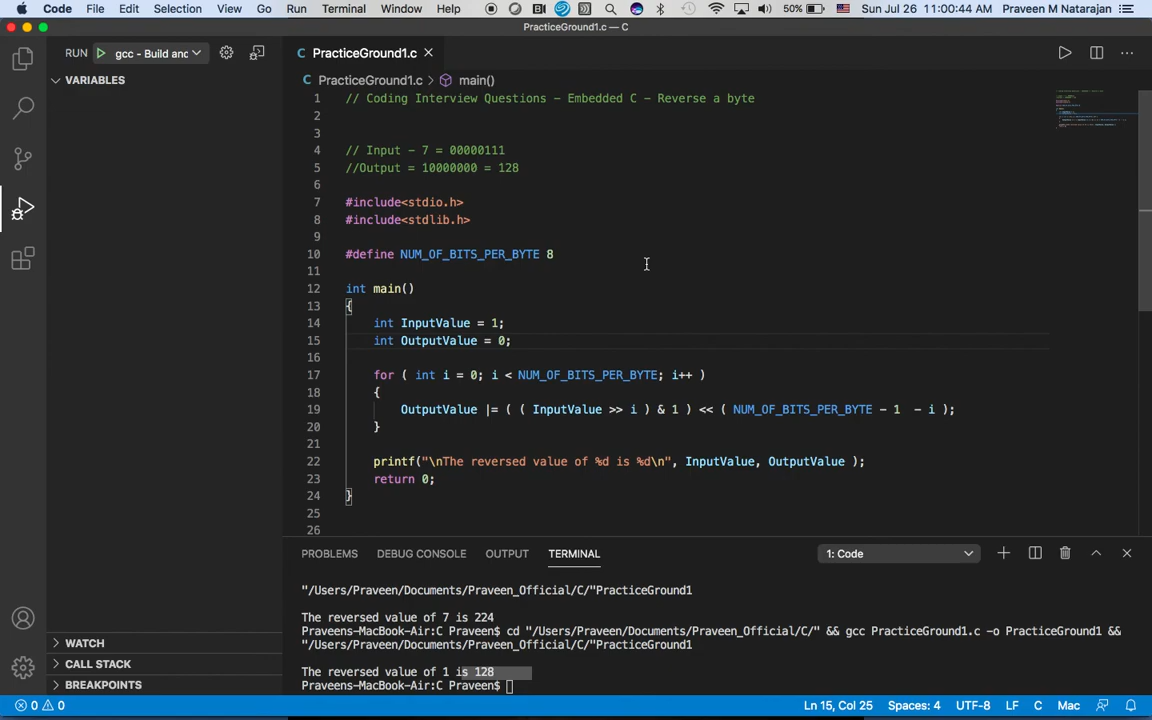 Code File Edit Selection View Go Run Terminal Window Help 50% Sun Jul 26 11:00:44 AM Praveen M Natarajan
PracticeGround1.c — C
RUN gcc - Build and
C PracticeGround1.c
VARIABLES
C PracticeGround1.c > main()
1 // Coding Interview Questions - Embedded C - Reverse a byte
2
3
4 // Input - 7 = 00000111
5 //Output = 10000000 = 128
6
7 #include<stdio.h>
8 #include<stdlib.h>
9
10 #define NUM_OF_BITS_PER_BYTE 8
11
12 int main()
13 {
14 int InputValue = 1;
15 int OutputValue = 0;
16
17 for ( int i = 0; i < NUM_OF_BITS_PER_BYTE; i++ )
18 {
19 OutputValue |= ( ( InputValue >> i ) & 1 ) << ( NUM_OF_BITS_PER_BYTE - 1  - i );
20 }
21
22 printf("\nThe reversed value of %d is %d\n", InputValue, OutputValue );
23 return 0;
24 }
25
26
PROBLEMS DEBUG CONSOLE OUTPUT TERMINAL 1: Code
"/Users/Praveen/Documents/Praveen_Official/C/"PracticeGround1
The reversed value of 7 is 224
Praveens-MacBook-Air:C Praveen$ cd "/Users/Praveen/Documents/Praveen_Official/C/" && gcc PracticeGround1.c -o PracticeGround1 &&
"/Users/Praveen/Documents/Praveen_Official/C/"PracticeGround1
The reversed value of 1 is 128
Praveens-MacBook-Air:C Praveen$
WATCH
CALL STACK
BREAKPOINTS
0 0 Ln 15, Col 25 Spaces: 4 UTF-8 LF C Mac